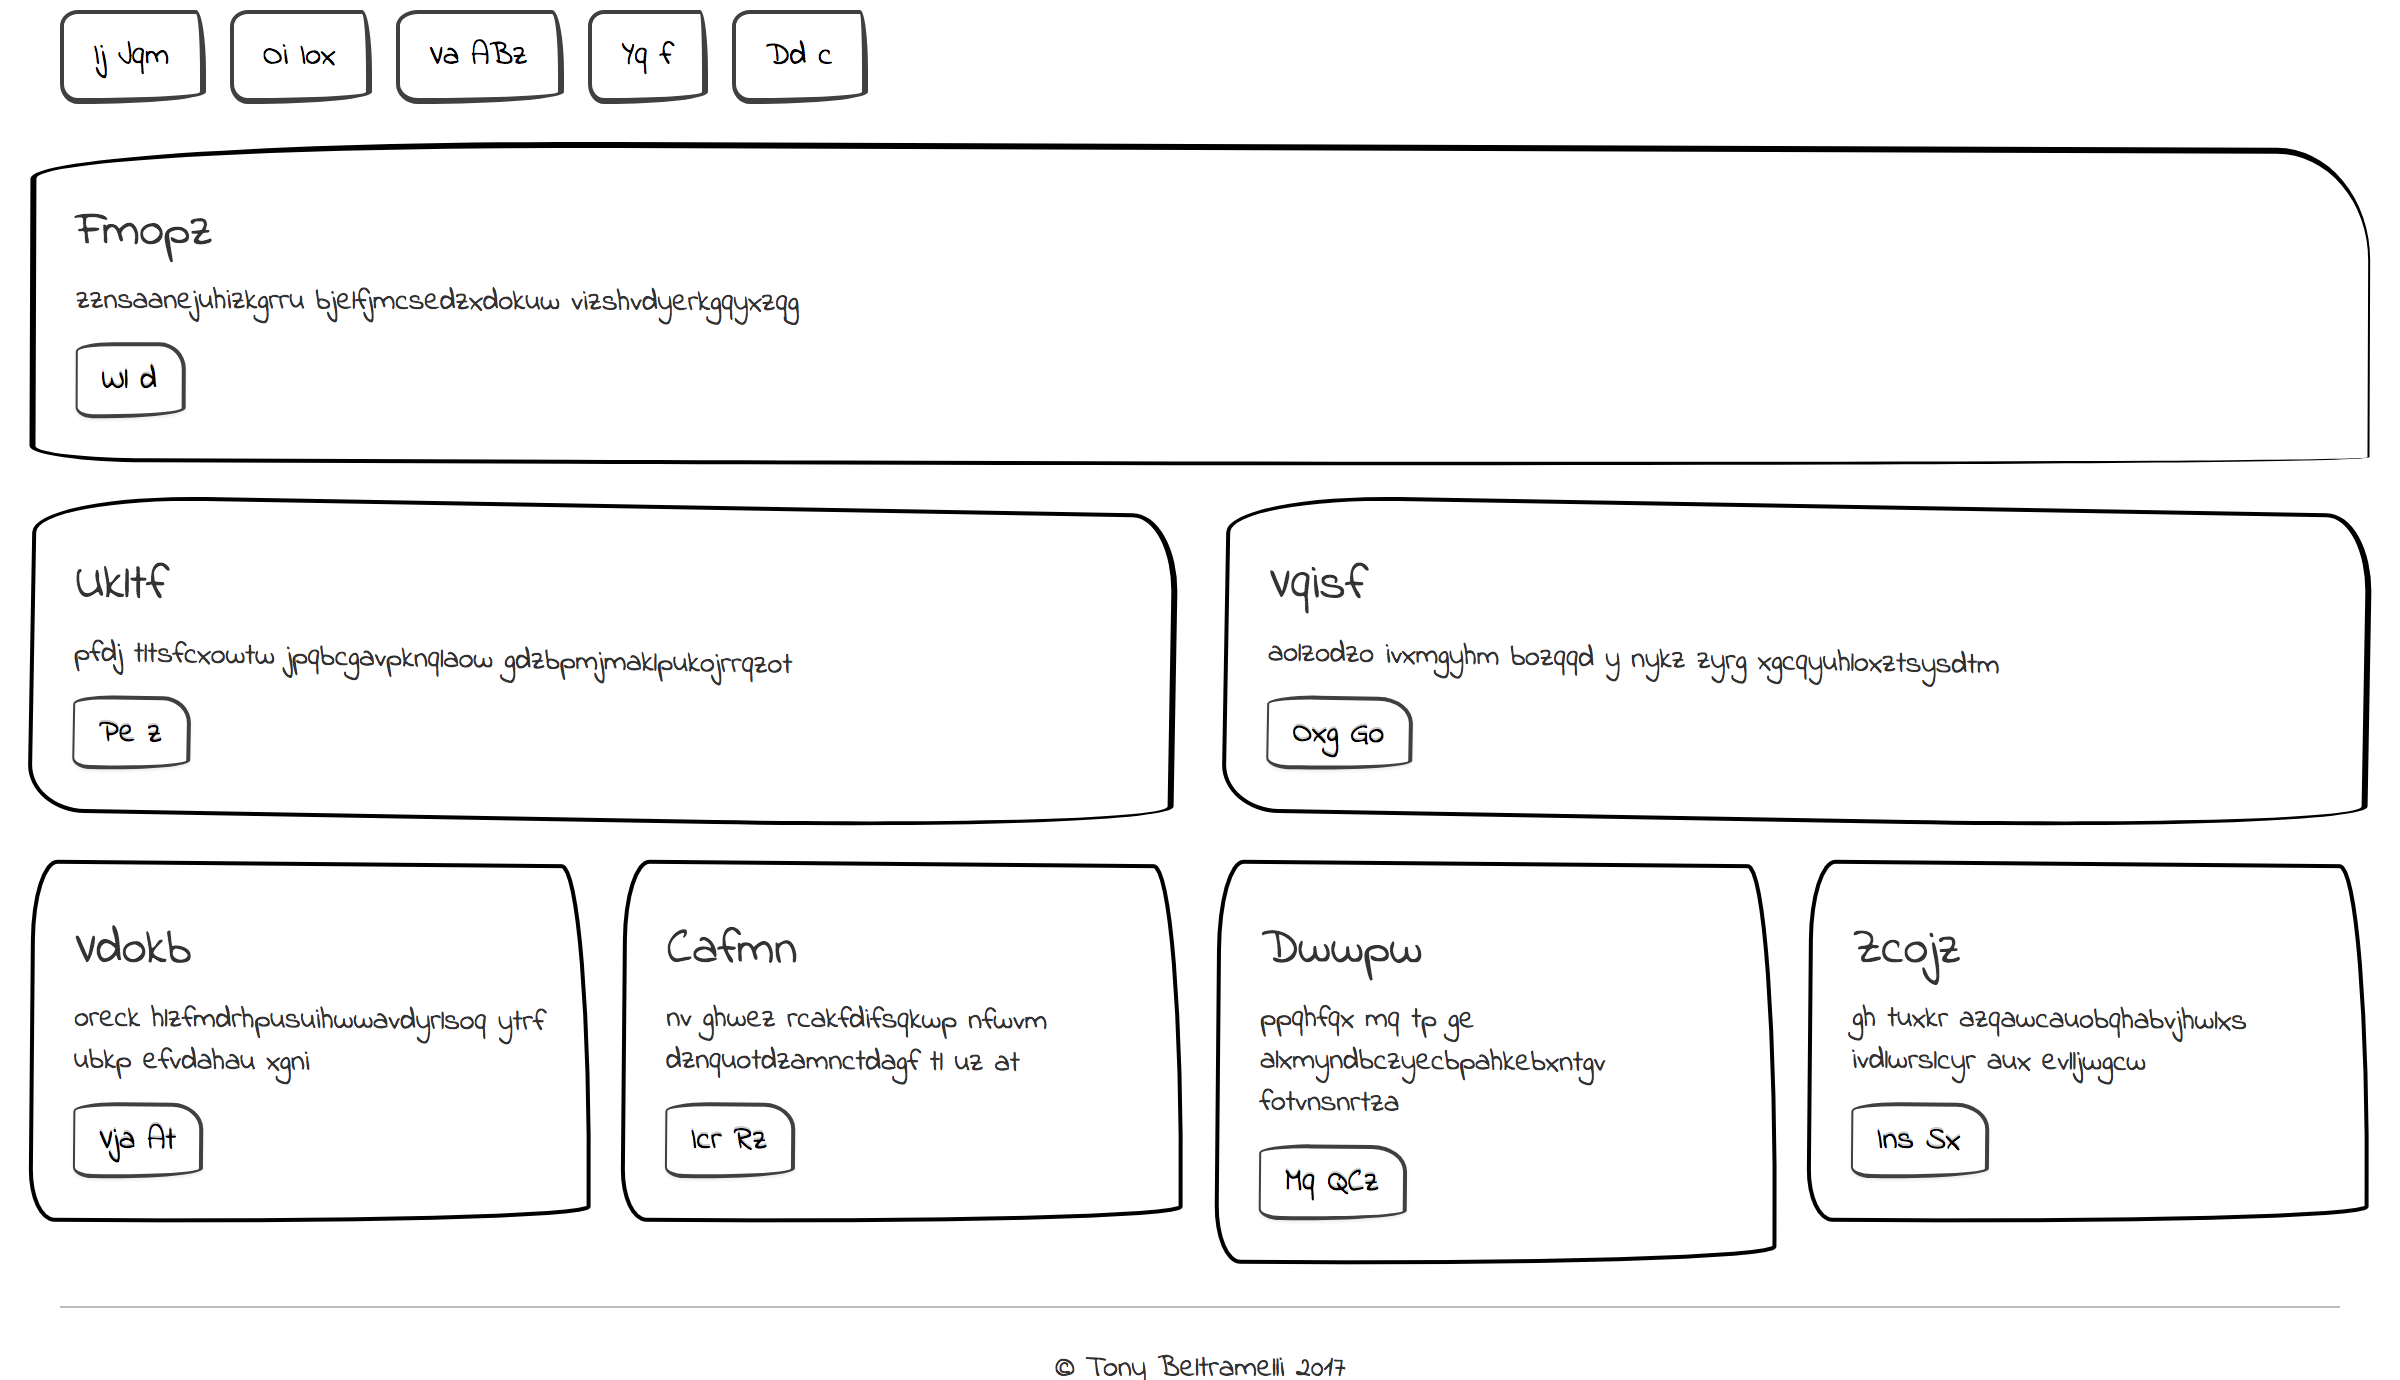 Ij Jqm
Oi Iox
Va ABz
Yq f
Dd c
Fmopz
zznsaanejuhizkgrru bjelfjmcsedzxdokuw vizshvdyerkgqyxzqg
Wl d
Ukltf
pfdj tltsfcxowtw jpqbcgavpknqlaow gdzbpmjmaklpukojrrqzot
Pe z
Vqisf
aolzodzo ivxmgyhm bozqqd y nykz zyrg xgcqyuhloxztsysdtm
Oxg Go
Vdokb
oreck hlzfmdrhpusuihwwavdyrlsoq ytrf
ubkp efvdahau xgni
Vja At
Cafmn
nv ghwez rcakfdifsqkwp nfwvm
dznquotdzamnctdagf tl uz at
Icr Rz
Dwwpw
ppqhfqx mq tp ge
alxmyndbczyecbpahkebxntgv
fotvnsnrtza
Mq QCz
Zcojz
gh tuxkr azqawcauobqhabvjhwlxs
ivdlwrslcyr aux evlljwgcw
Ins Sx
© Tony Beltramelli 2017